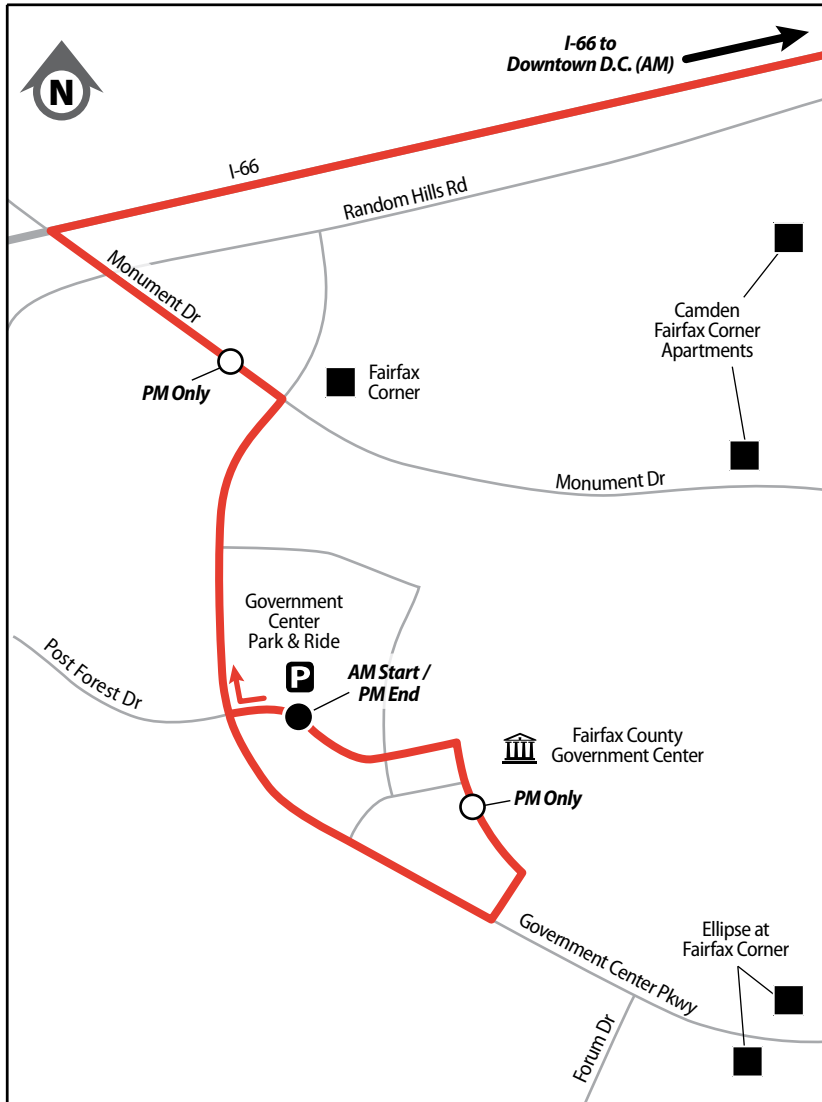 I-66 to
Downtown D.C. (AM)
N
I-66
Random Hills Rd
Monument Dr
Camden
Fairfax Corner
Apartments
PM Only
Fairfax
Corner
Monument Dr
Government
Center
Park & Ride
P
Post Forest Dr
AM Start /
PM End
Fairfax County
Government Center
PM Only
Government Center Pkwy
Ellipse at
Fairfax Corner
Forum Dr